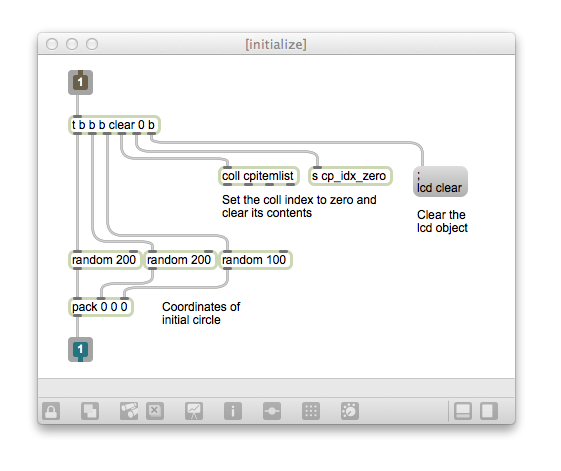 [initialize]
1
t b b b clear 0 b
coll cpitemlist
s cp_idx_zero
;
lcd clear
Set the coll index to zero and
clear its contents
Clear the
lcd object
random 200
random 200
random 100
pack 0 0 0
Coordinates of
initial circle
1